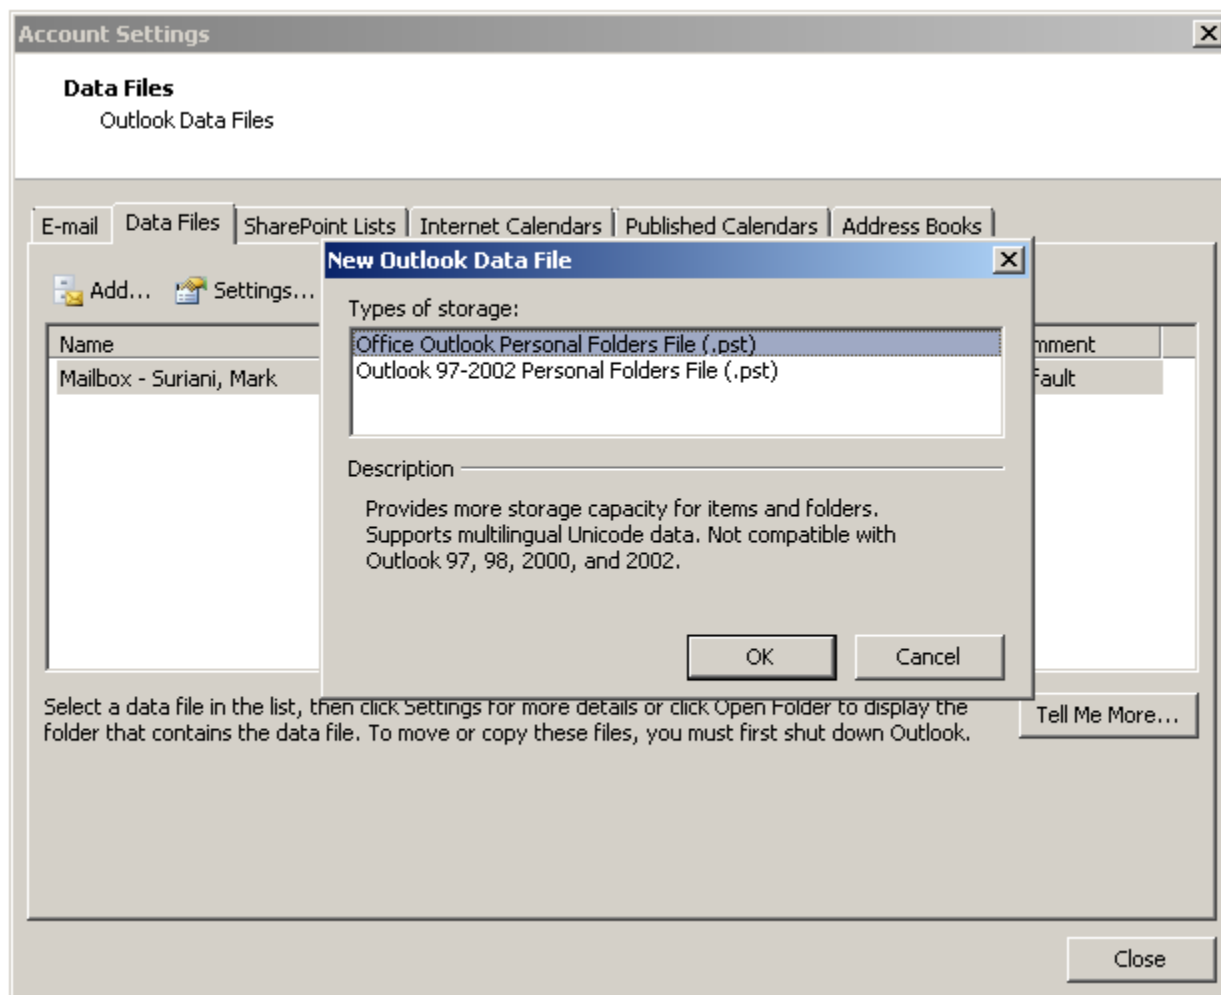 Account Settings
Data Files
Outlook Data Files
E-mail Data Files SharePoint Lists Internet Calendars Published Calendars Address Books
New Outlook Data File
Add... Settings...
Types of storage:
Name
Office Outlook Personal Folders File (.pst)
mment
Mailbox - Suriani, Mark
Outlook 97-2002 Personal Folders File (.pst)
fault
Description
Provides more storage capacity for items and folders.
Supports multilingual Unicode data. Not compatible with
Outlook 97, 98, 2000, and 2002.
OK Cancel
Select a data file in the list, then click Settings for more details or click Open Folder to display the
folder that contains the data file. To move or copy these files, you must first shut down Outlook.
Tell Me More...
Close